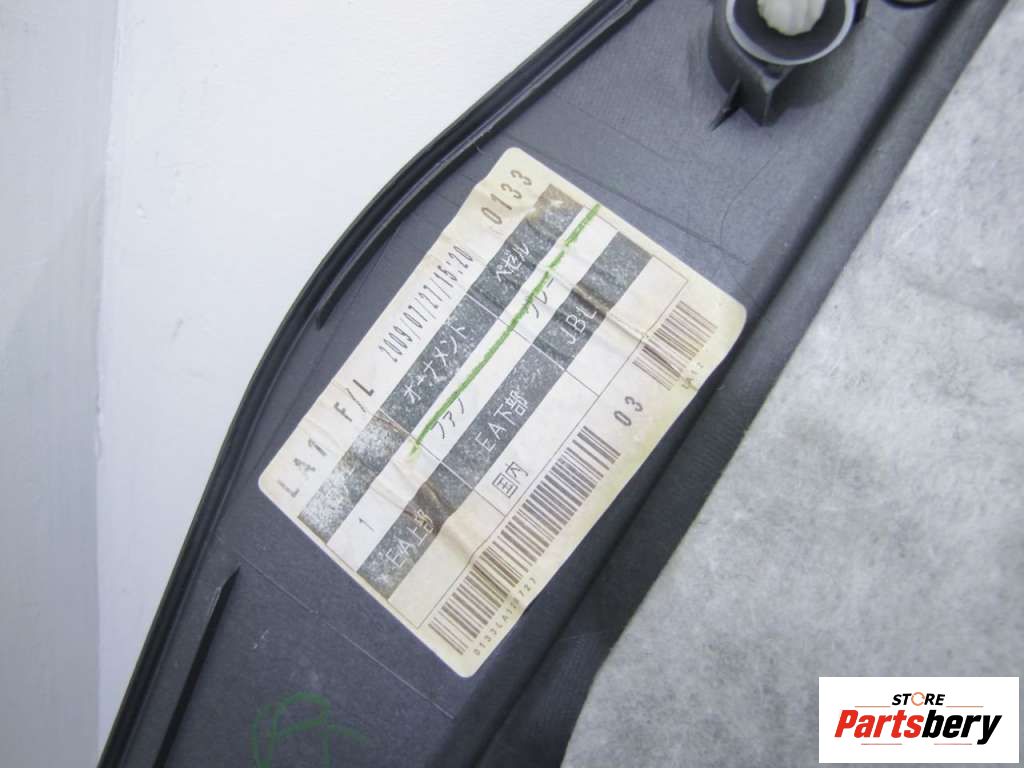 LA1 F/L 2009/07/27/15:20 0133
オーナメント ベゼル
1 ファブ グレー
EA上部 EA下部 JBL
国内
03
STORE
Partsbery